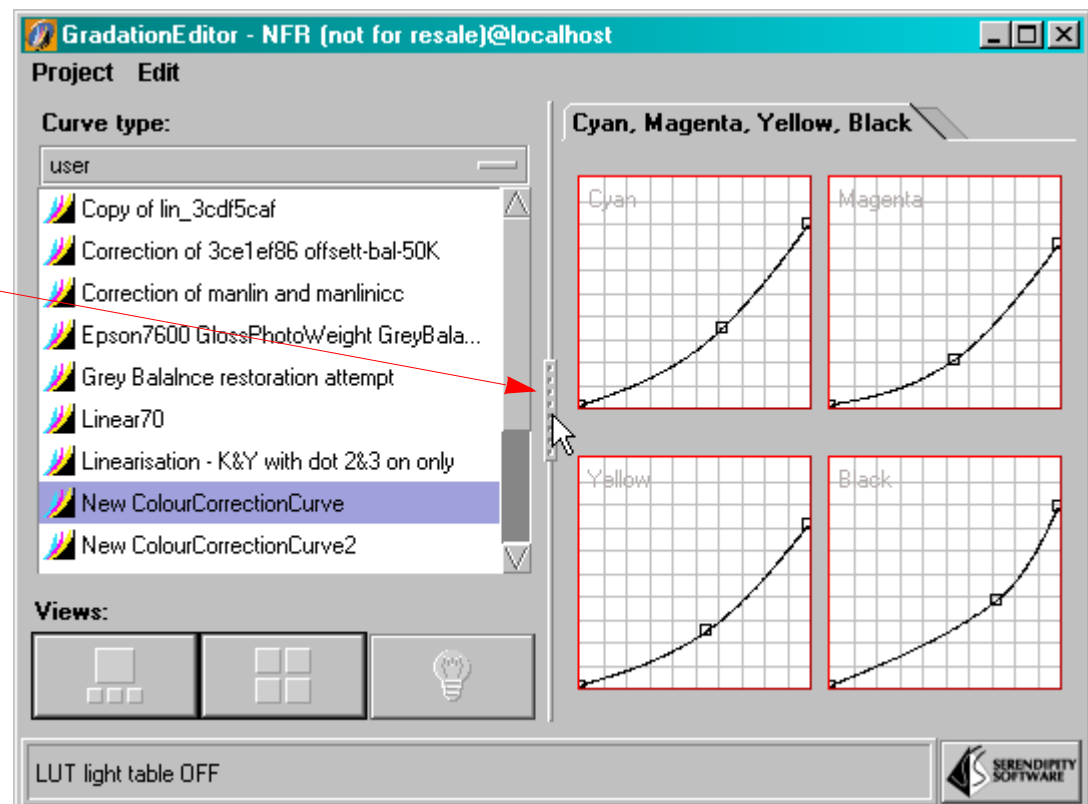 GradationEditor - NFR (not for resale)@localhost
Project Edit
Curve type:
user
Copy of lin_3cdf5caf
Correction of 3ce1ef86 offsett-bal-50K
Correction of manlin and manlinicc
Epson7600 GlossPhotoWeight GreyBala...
Grey Balalnce restoration attempt
Linear70
Linearisation - K&Y with dot 2&3 on only
New ColourCorrectionCurve
New ColourCorrectionCurve2
Views:
Cyan, Magenta, Yellow, Black
Cyan
Magenta
Yellow
Black
LUT light table OFF
SERENDIPITY
SOFTWARE